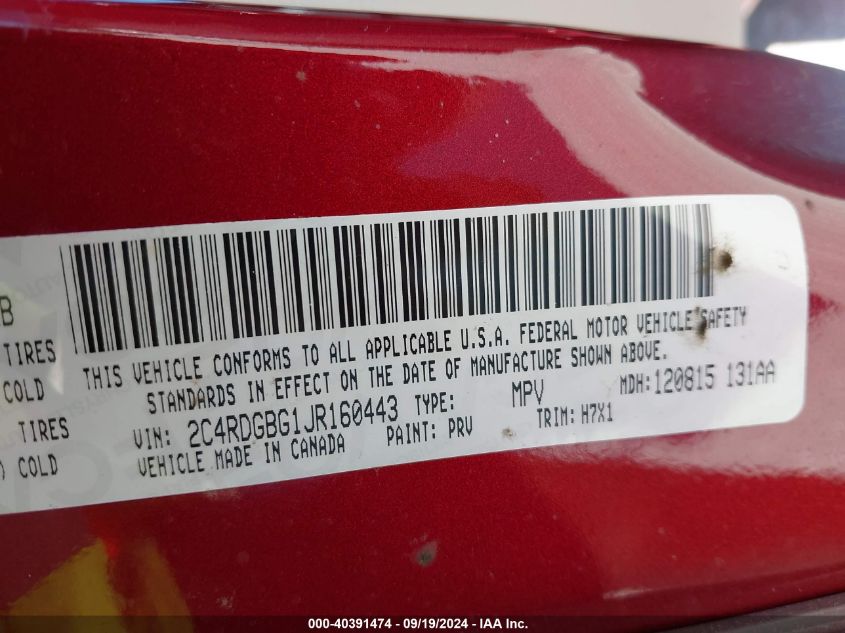 B
TIRES
COLD
TIRES
) COLD
THIS VEHICLE CONFORMS TO ALL APPLICABLE U.S.A. FEDERAL MOTOR VEHICLE SAFETY
STANDARDS IN EFFECT ON THE DATE OF MANUFACTURE SHOWN ABOVE.
VIN: 2C4RDGBG1JR160443 TYPE: MPV MDH: 120815 131AA
VEHICLE MADE IN CANADA PAINT: PRV TRIM: H7X1
000-40391474 - 09/19/2024 - IAA Inc.